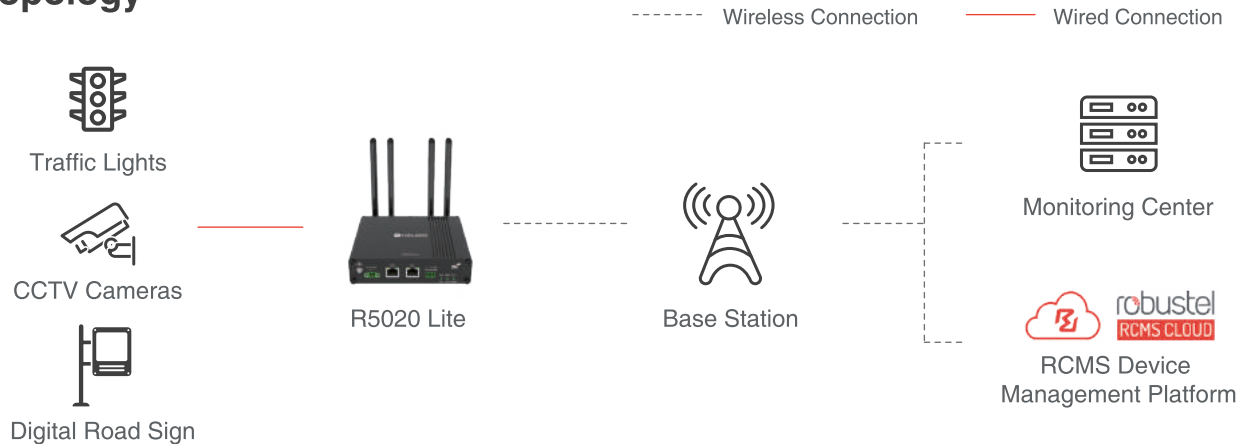 Wireless Connection
Wired Connection
Traffic Lights
CCTV Cameras
Digital Road Sign
R5020 Lite
Base Station
Monitoring Center
robustel
RCMS CLOUD
RCMS Device
Management Platform